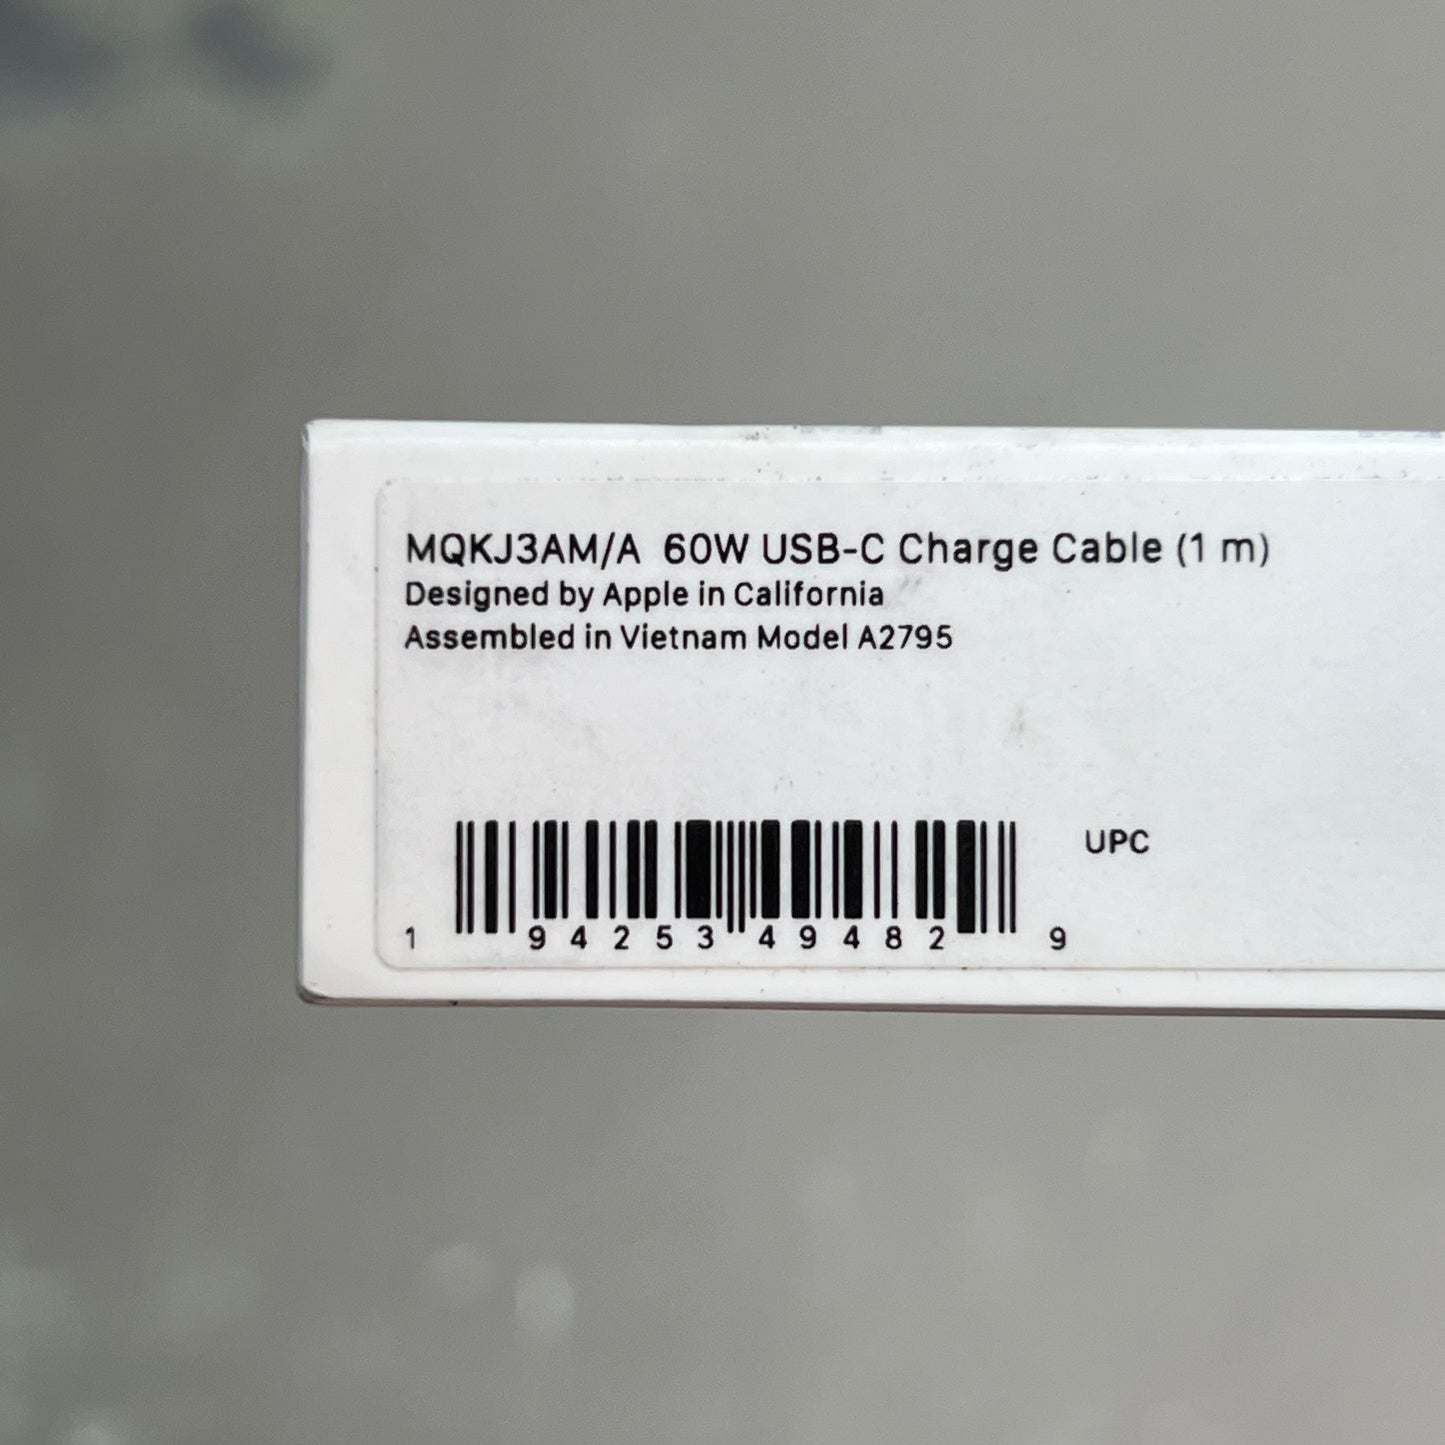 MQKJ3AM/A 60W USB-C Charge Cable (1 m)
Designed by Apple in California
Assembled in Vietnam Model A2795
UPC
1 94253 49482 9